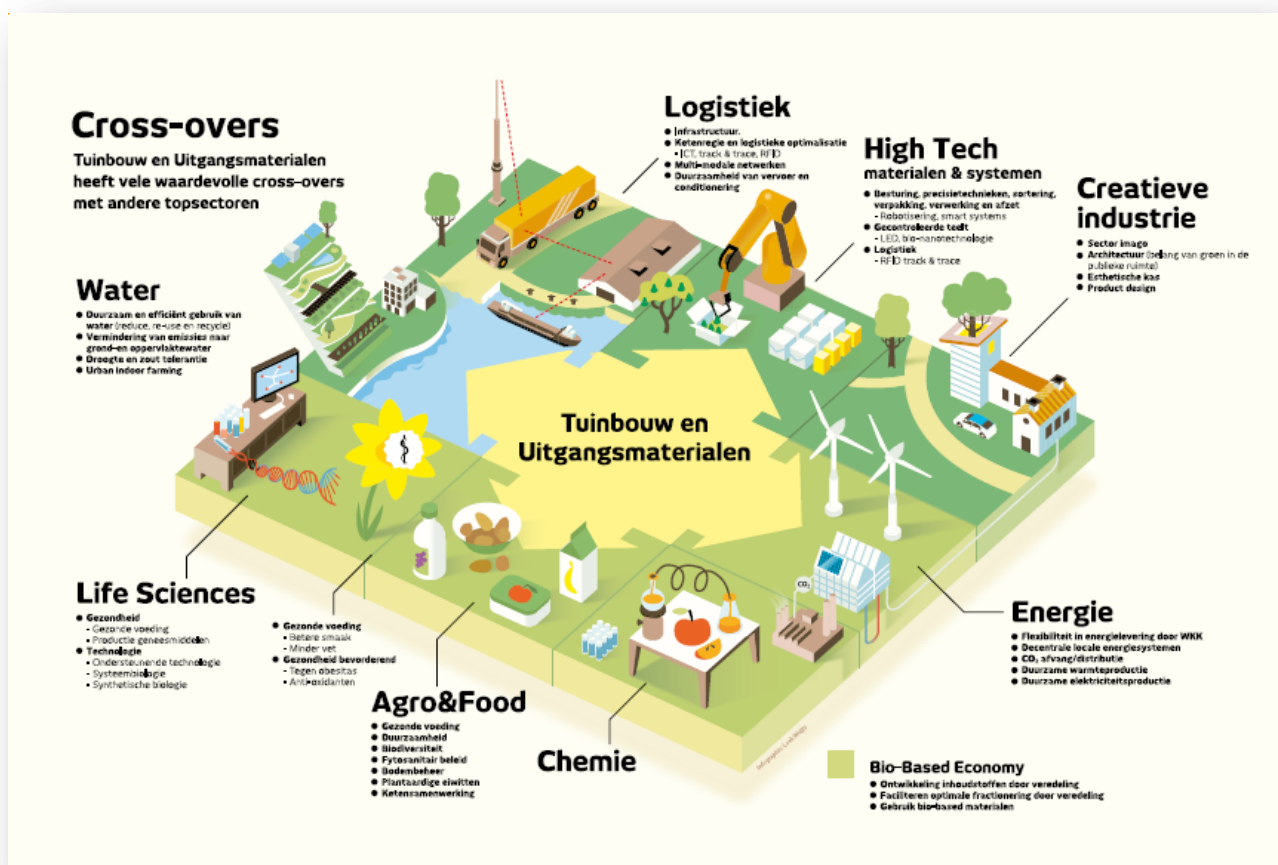 Cross-overs
Tuinbouw en Uitgangsmaterialen
heeft vele waardevolle cross-overs
met andere topsectoren
Logistiek
● Infrastructuur.
● Ketenregie en logistieke optimalisatie
- ICT, track & trace, RFID
● Multi-modale netwerken
● Duurzaamheid van vervoer en
conditionering
High Tech
materialen & systemen
● Besturing, precisietechnieken, sortering,
verpakking, verwerking en afzet
- Robotisering, smart systems
● Gecontroleerde teelt
- LED, bio-nanotechnologie
● Logistiek
- RFID track & trace
Creatieve
industrie
● Sector imago
● Architectuur (belang van groen in de
publieke ruimte)
● Esthetische kas
● Product design
Water
● Duurzaam en efficiënt gebruik van
water (reduce, re-use en recycle)
● Vermindering van emissies naar
grond-en oppervlaktewater
● Droogte en zout tolerantie
● Urban indoor farming
Tuinbouw en
Uitgangsmaterialen
CO₂
Life Sciences
● Gezondheid
- Gezonde voeding
- Productie geneesmiddelen
● Technologie
- Ondersteunende technologie
- Systeembiologie
- Synthetische biologie
● Gezonde voeding
- Betere smaak
- Minder vet
● Gezondheid bevorderend
- Tegen obesitas
- Anti-oxidanten
Agro&Food
● Gezonde voeding
● Duurzaamheid
● Biodiversiteit
● Fytosanitair beleid
● Bodembeheer
● Plantaardige eiwitten
● Ketensamenwerking
Chemie
Energie
● Flexibiliteit in energielevering door WKK
● Decentrale locale energiesystemen
● CO₂ afvang/distributie
● Duurzame warmteproductie
● Duurzame elektriciteitsproductie
Bio-Based Economy
● Ontwikkeling inhoudstoffen door veredeling
● Faciliteren optimale fractionering door veredeling
● Gebruik bio-based materialen